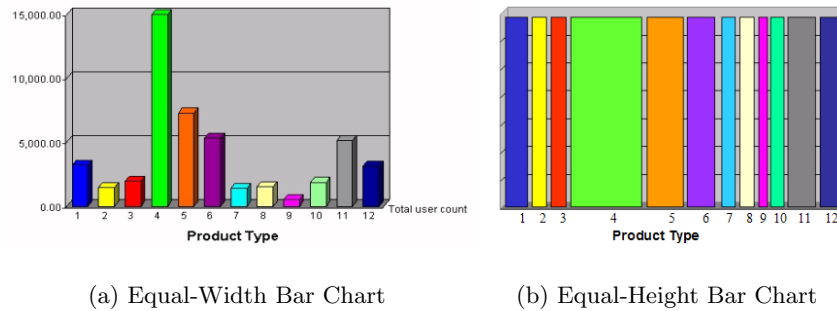 15,000.00
10,000.00
5,000.00
0.00
1 2 3 4 5 6 7 8 9 10 11 12 Total user count
Product Type
(a) Equal-Width Bar Chart
1 2 3 4 5 6 7 8 9 10 11 12
Product Type
(b) Equal-Height Bar Chart